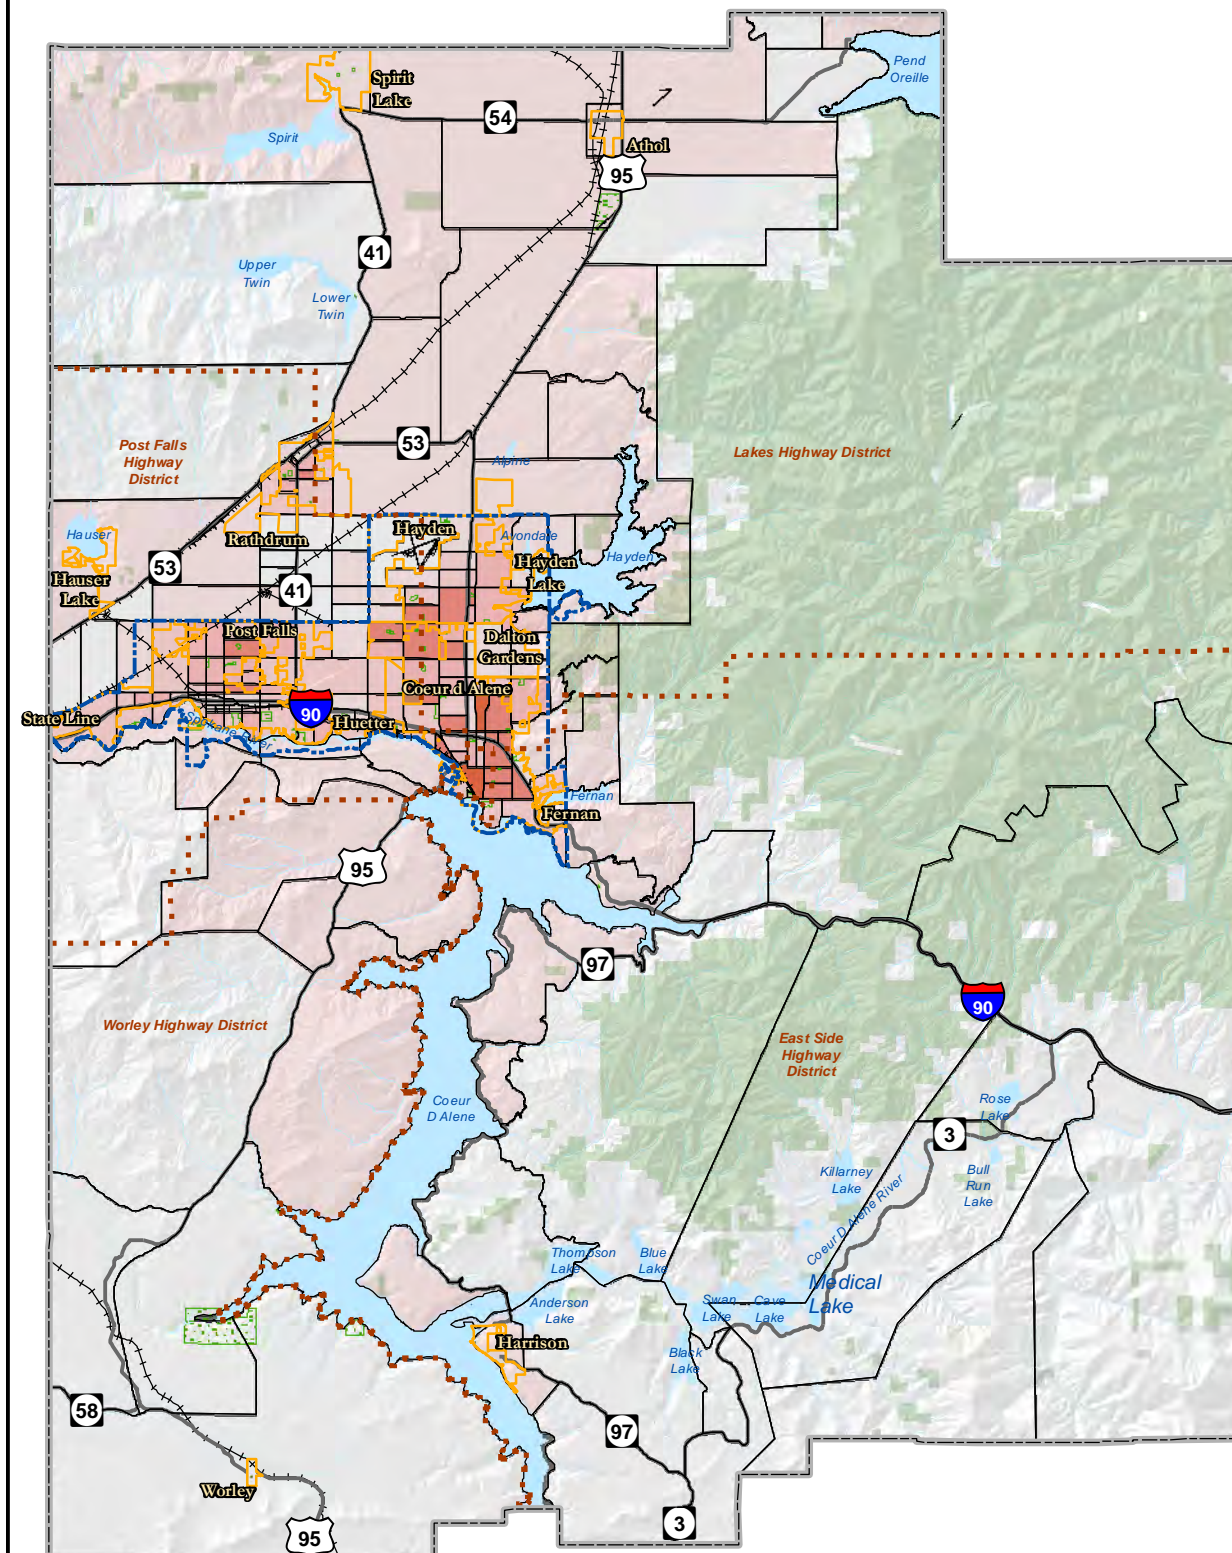 Pend
Oreille
Spirit
Lake
54
Spirit
Athol
95
41
Upper
Twin
Lower
Twin
53
Post Falls
Highway
District
Lakes Highway District
Alpine
Hauser
Rathdrum
Hayden
Avondale
Hayden
Hayden
Lake
Hauser
Lake
53
41
Post Falls
Dalton
Gardens
Coeur d Alene
State Line
Spokane River
90
Huetter
Fernan
Fernan
95
97
90
Worley Highway District
East Side
Highway
District
Coeur
D Alene
Rose
Lake
3
Killarney
Lake
Bull
Run
Lake
Coeur D Alene River
Thompson
Lake
Blue
Lake
Medical
Lake
Anderson
Lake
Swan
Lake
Cave
Lake
Harrison
Black
Lake
58
97
Worley
95
3